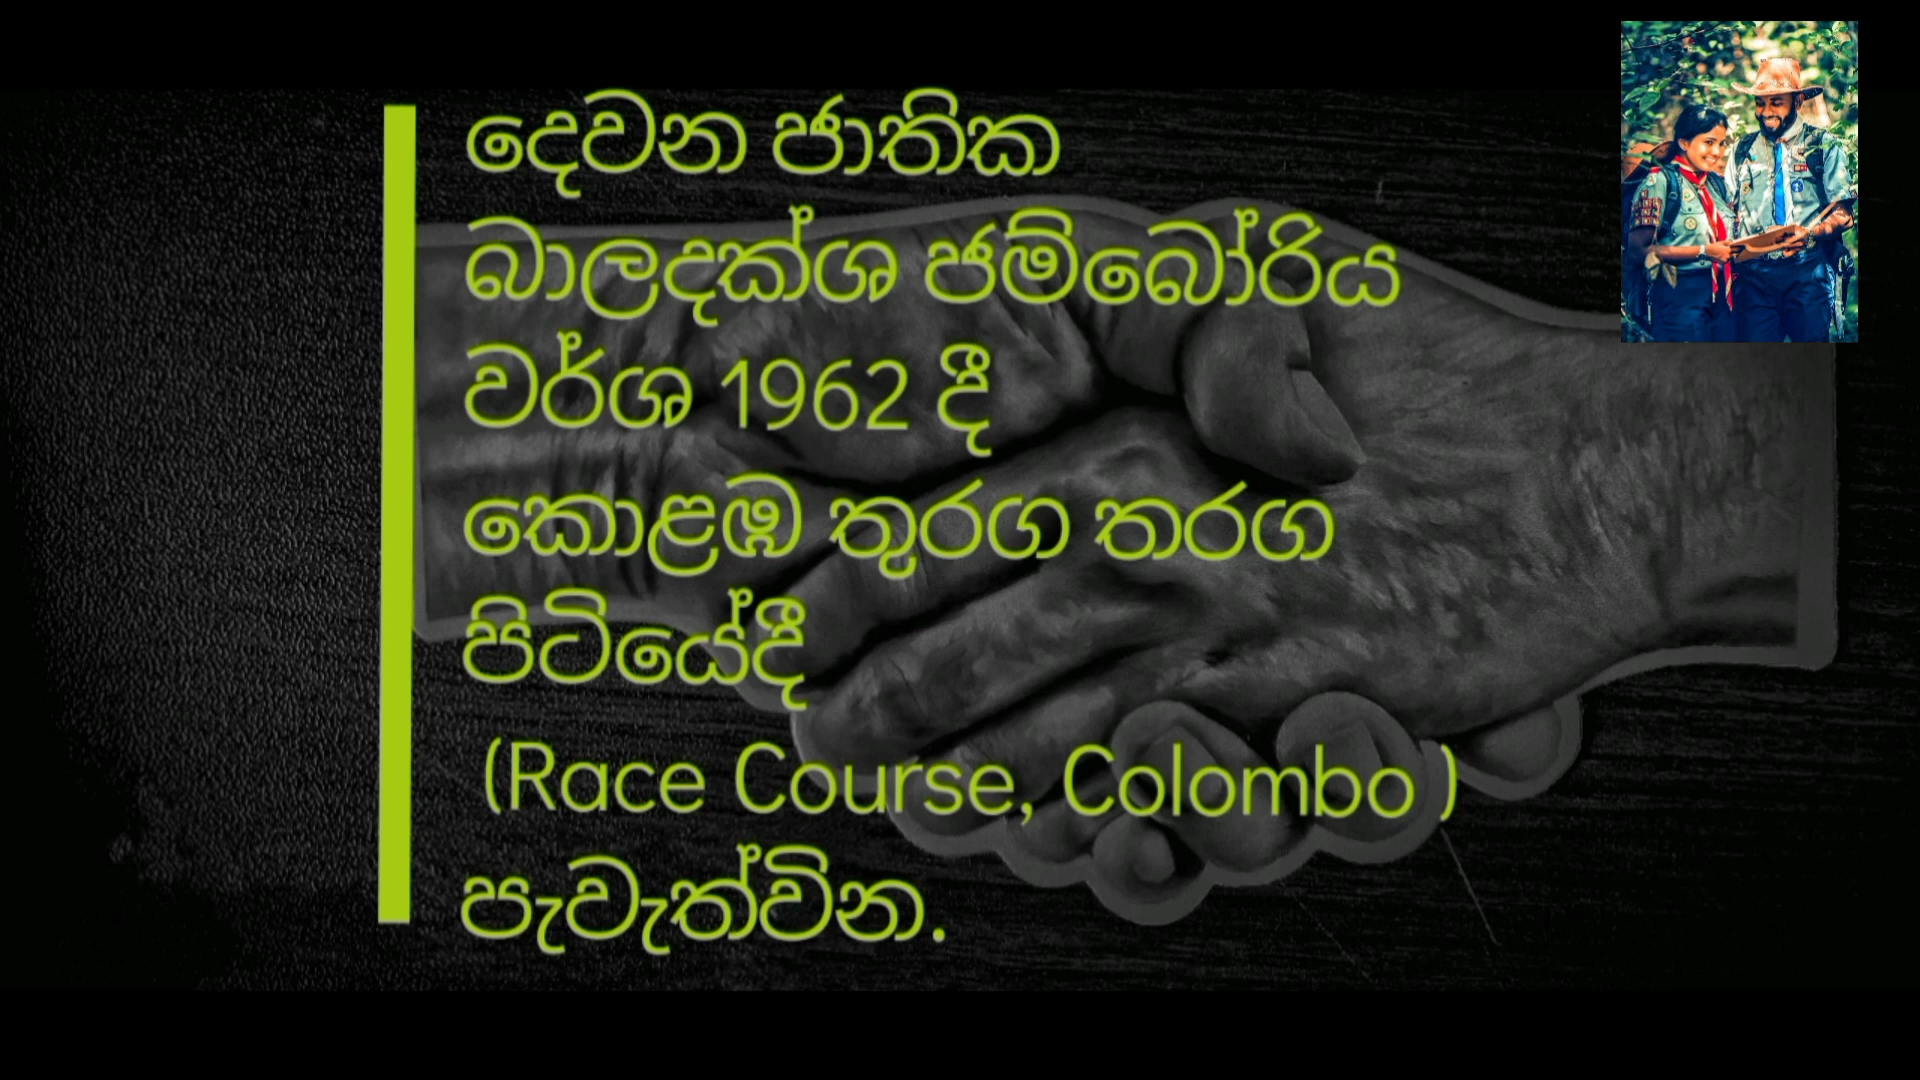 දෙවන ජාතික
බාලදක්ශ ජම්බෝරිය
වර්ශ 1962 දී
කොළඹ තුරග තරග
පිටියේදී
(Race Course, Colombo )
පැවැත්විත.